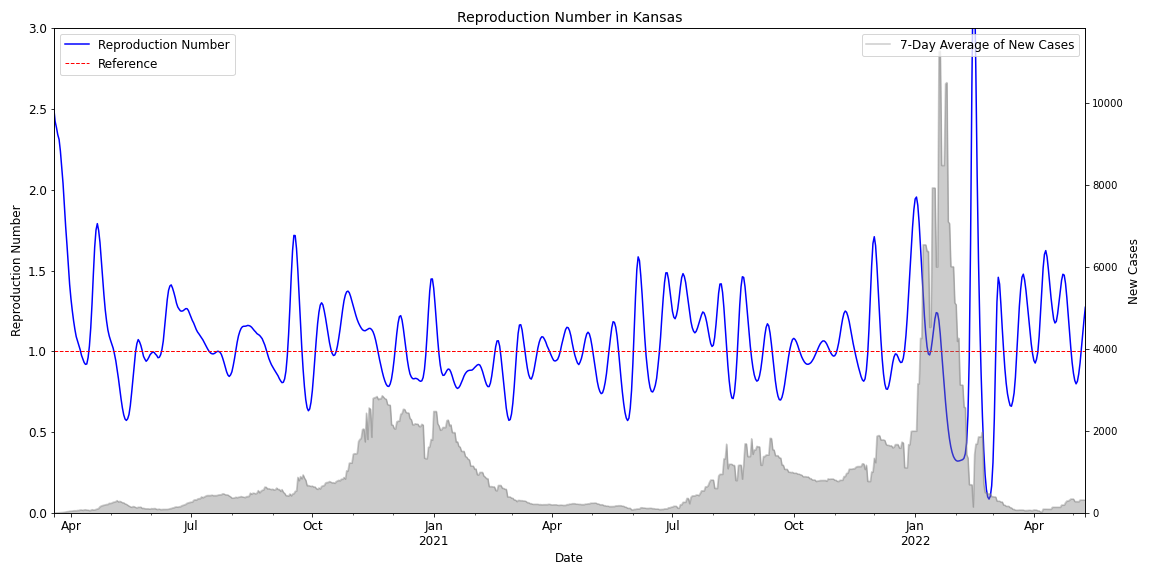 Reproduction Number in Kansas
Reproduction Number
Reference
7-Day Average of New Cases
3.0
2.5
2.0
1.5
1.0
0.5
0.0
Reproduction Number
10000
8000
6000
4000
2000
0
New Cases
Apr
Jul
Oct
Jan
2021
Apr
Jul
Oct
Jan
2022
Apr
Date